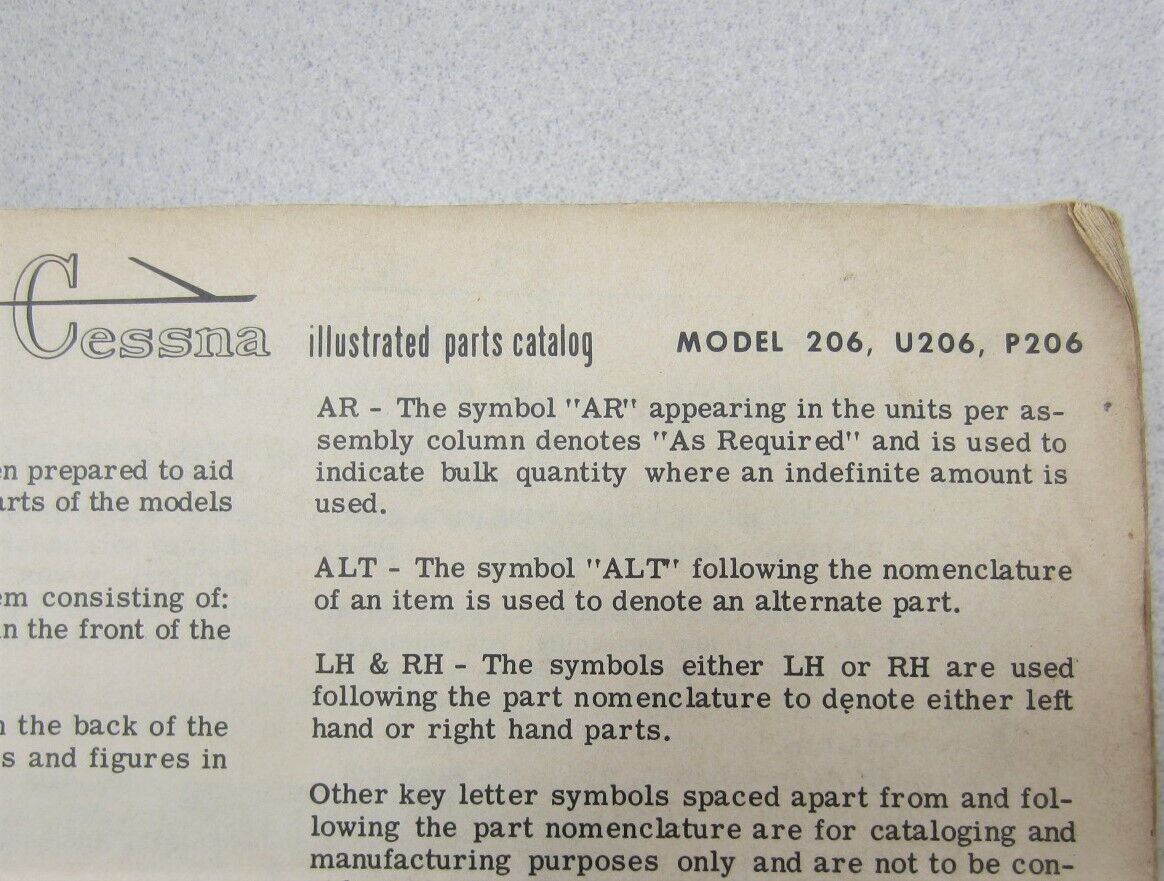 Cessna
illustrated parts catalog
MODEL 206, U206, P206
prepared to aid
of the models
consisting of:
the front of the
the back of the
and figures in
AR - The symbol "AR" appearing in the units per as-
sembly column denotes "As Required" and is used to
indicate bulk quantity where an indefinite amount is
used.
ALT - The symbol "ALT" following the nomenclature
of an item is used to denote an alternate part.
LH & RH - The symbols either LH or RH are used
following the part nomenclature to denote either left
hand or right hand parts.
Other key letter symbols spaced apart from and fol-
lowing the part nomenclature are for cataloging and
manufacturing purposes only and are not to be con-